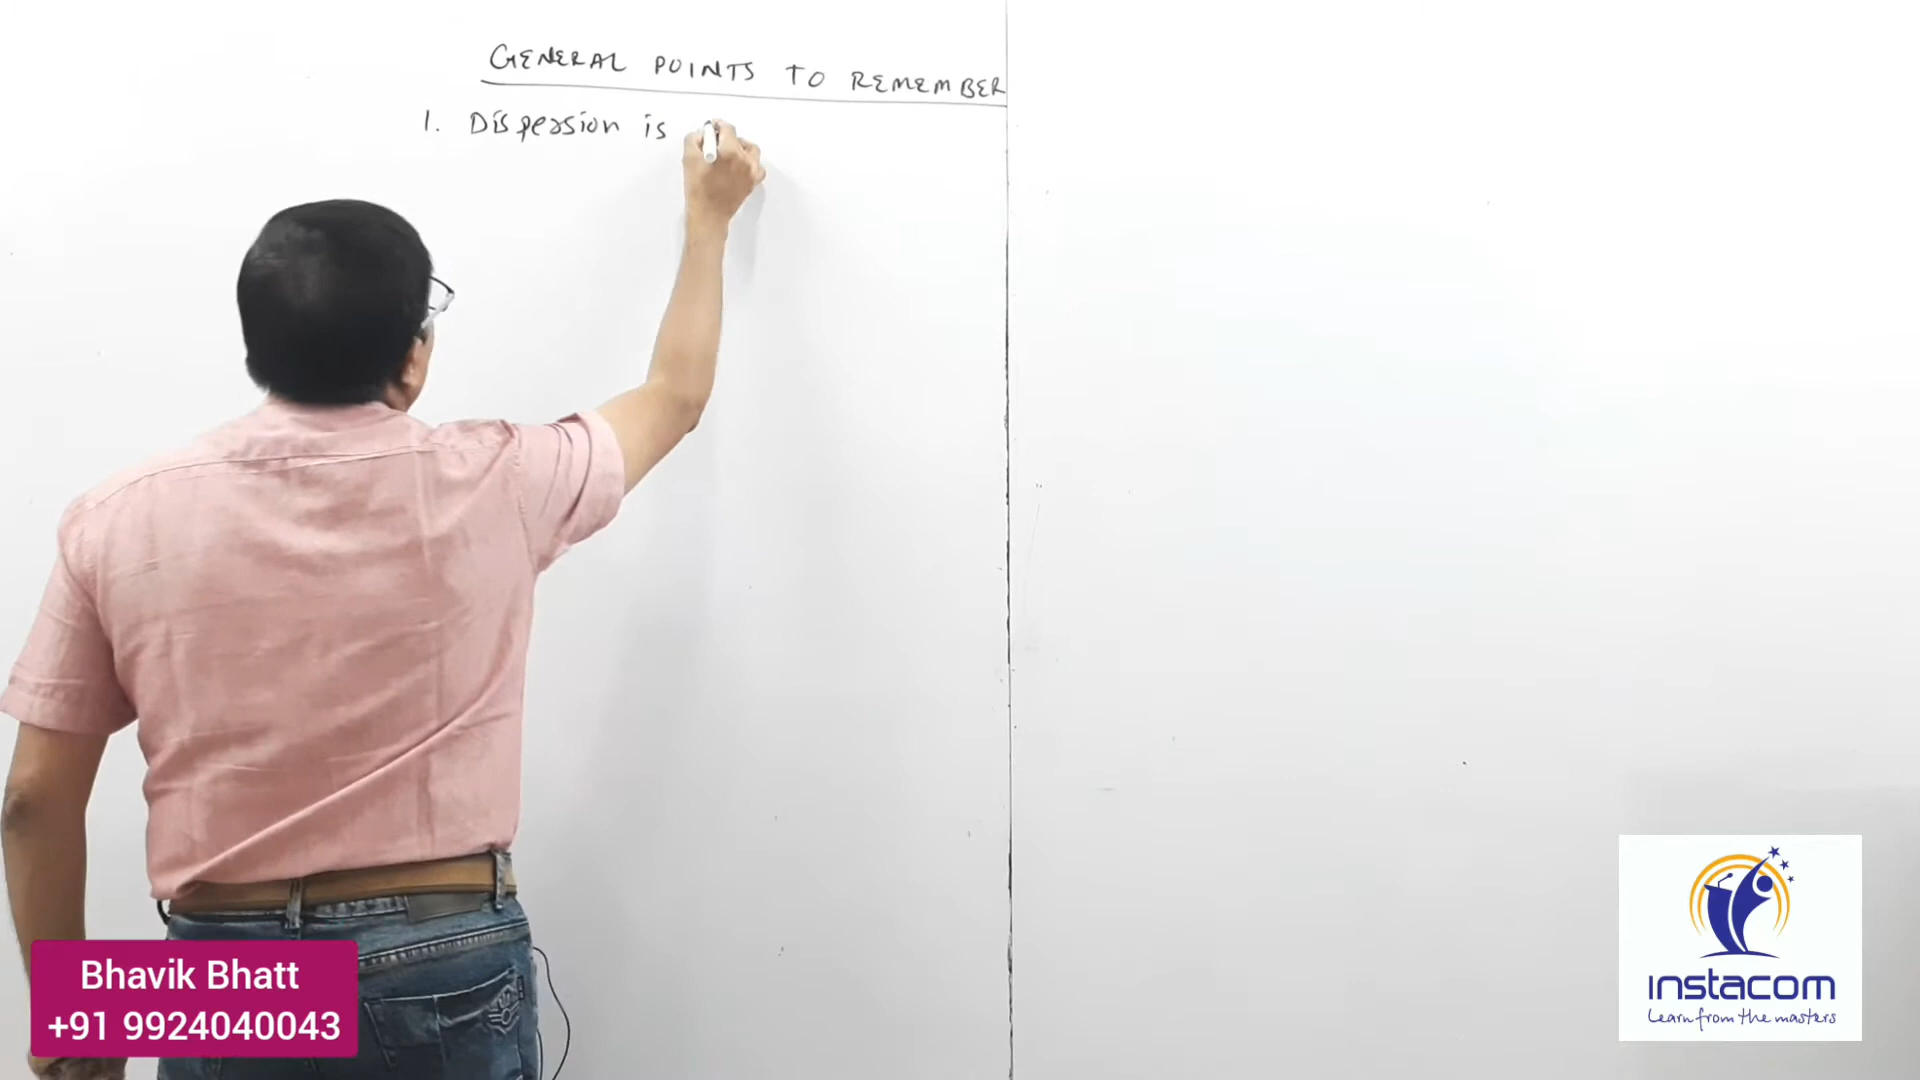 GENERAL POINTS TO REMEMBER
1. Dispersion is
Bhavik Bhatt
+91 9924040043
INSTACOM
Learn from the masters